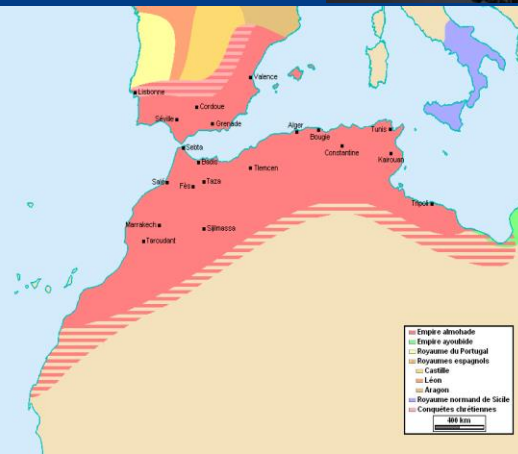 Lisbonne
Valence
Cordoue
Séville
Grenade
Sebta
Badis
Alger
Bougie
Tunis
Constantine
Kairouan
Tlemcen
Salé
Fès
Taza
Tripoli
Marrakech
Sijilmassa
Taroudant
Empire almohade
Empire ayoubide
Royaume du Portugal
Royaumes espagnols
Castille
Léon
Aragon
Royaume normand de Sicile
Conquêtes chrétiennes
400 km